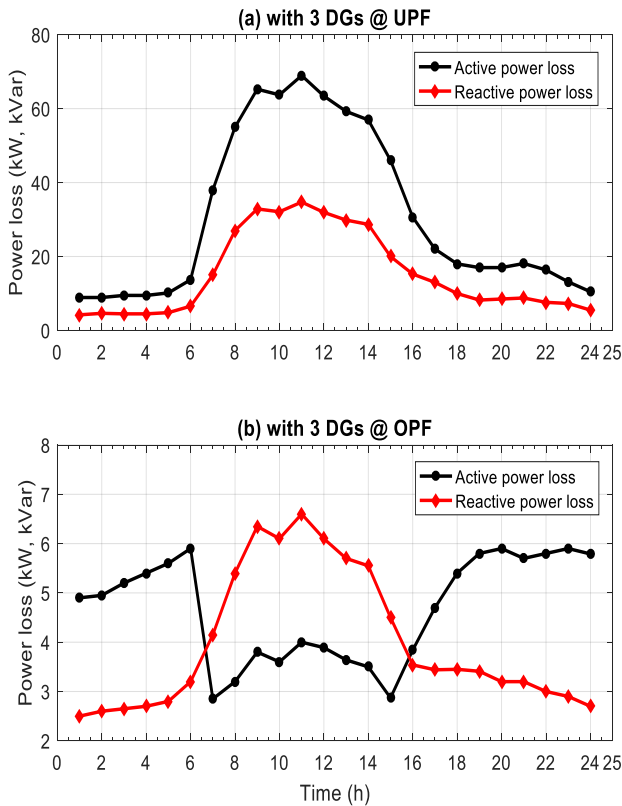 (a) with 3 DGs @ UPF
Power loss (kW, kVar)
80
60
40
20
0
Active power loss
Reactive power loss
0 2 4 6 8 10 12 14 16 18 20 22 24 25
(b) with 3 DGs @ OPF
Power loss (kW, kVar)
8
7
6
5
4
3
2
Active power loss
Reactive power loss
0 2 4 6 8 10 12 14 16 18 20 22 24 25
Time (h)